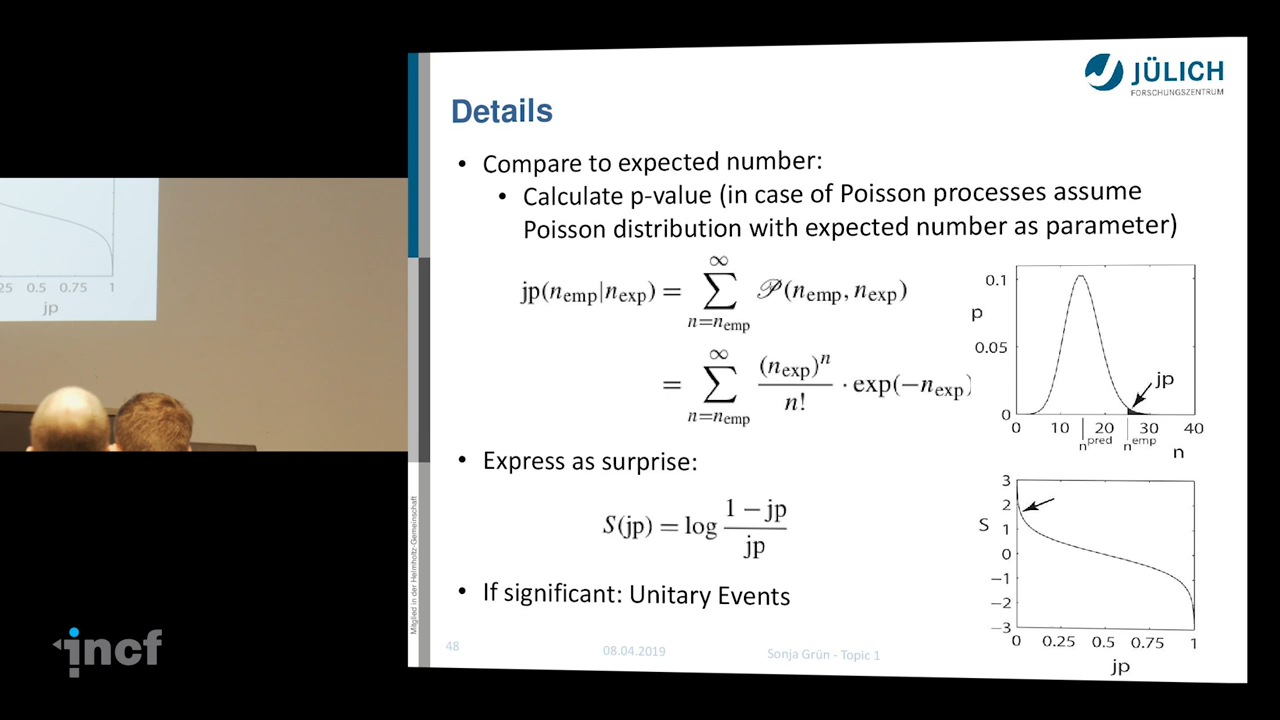 JÜLICH
FORSCHUNGSZENTRUM
Details
• Compare to expected number:
• Calculate p-value (in case of Poisson processes assume
Poisson distribution with expected number as parameter)
jp(n_emp|n_exp) = ∑_{n=n_emp}^{∞} 𝒫(n_emp, n_exp)
= ∑_{n=n_emp}^{∞} (n_exp)^n / n! · exp(−n_exp)
• Express as surprise:
S(jp) = log (1 − jp) / jp
• If significant: Unitary Events
0.1
p
0.05
jp
0
0 10 20 30 40
n^pred n^emp n
3
2
S 1
0
−1
−2
−3
0 0.25 0.5 0.75 1
jp
48 08.04.2019 Sonja Grün - Topic 1
Mitglied in der Helmholtz-Gemeinschaft
25 0.5 0.75 1
jp
incf